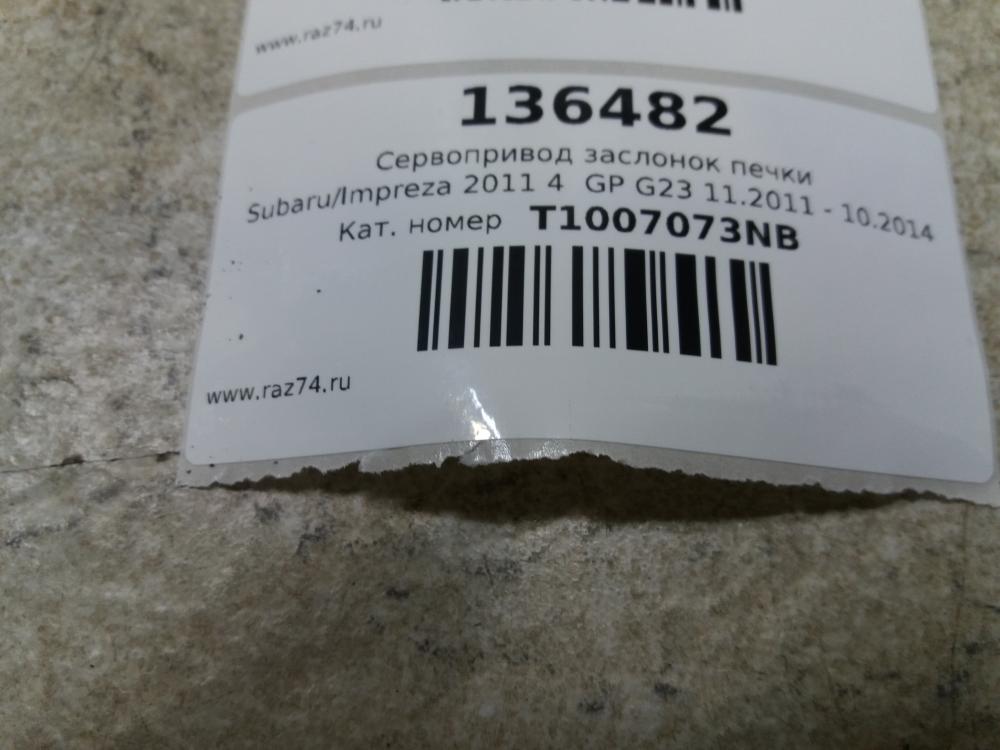 www.raz74.ru
136482
Сервопривод заслонок печки
Subaru/Impreza 2011 4 GP G23 11.2011 - 10.2014
Кат. номер T1007073NB
www.raz74.ru